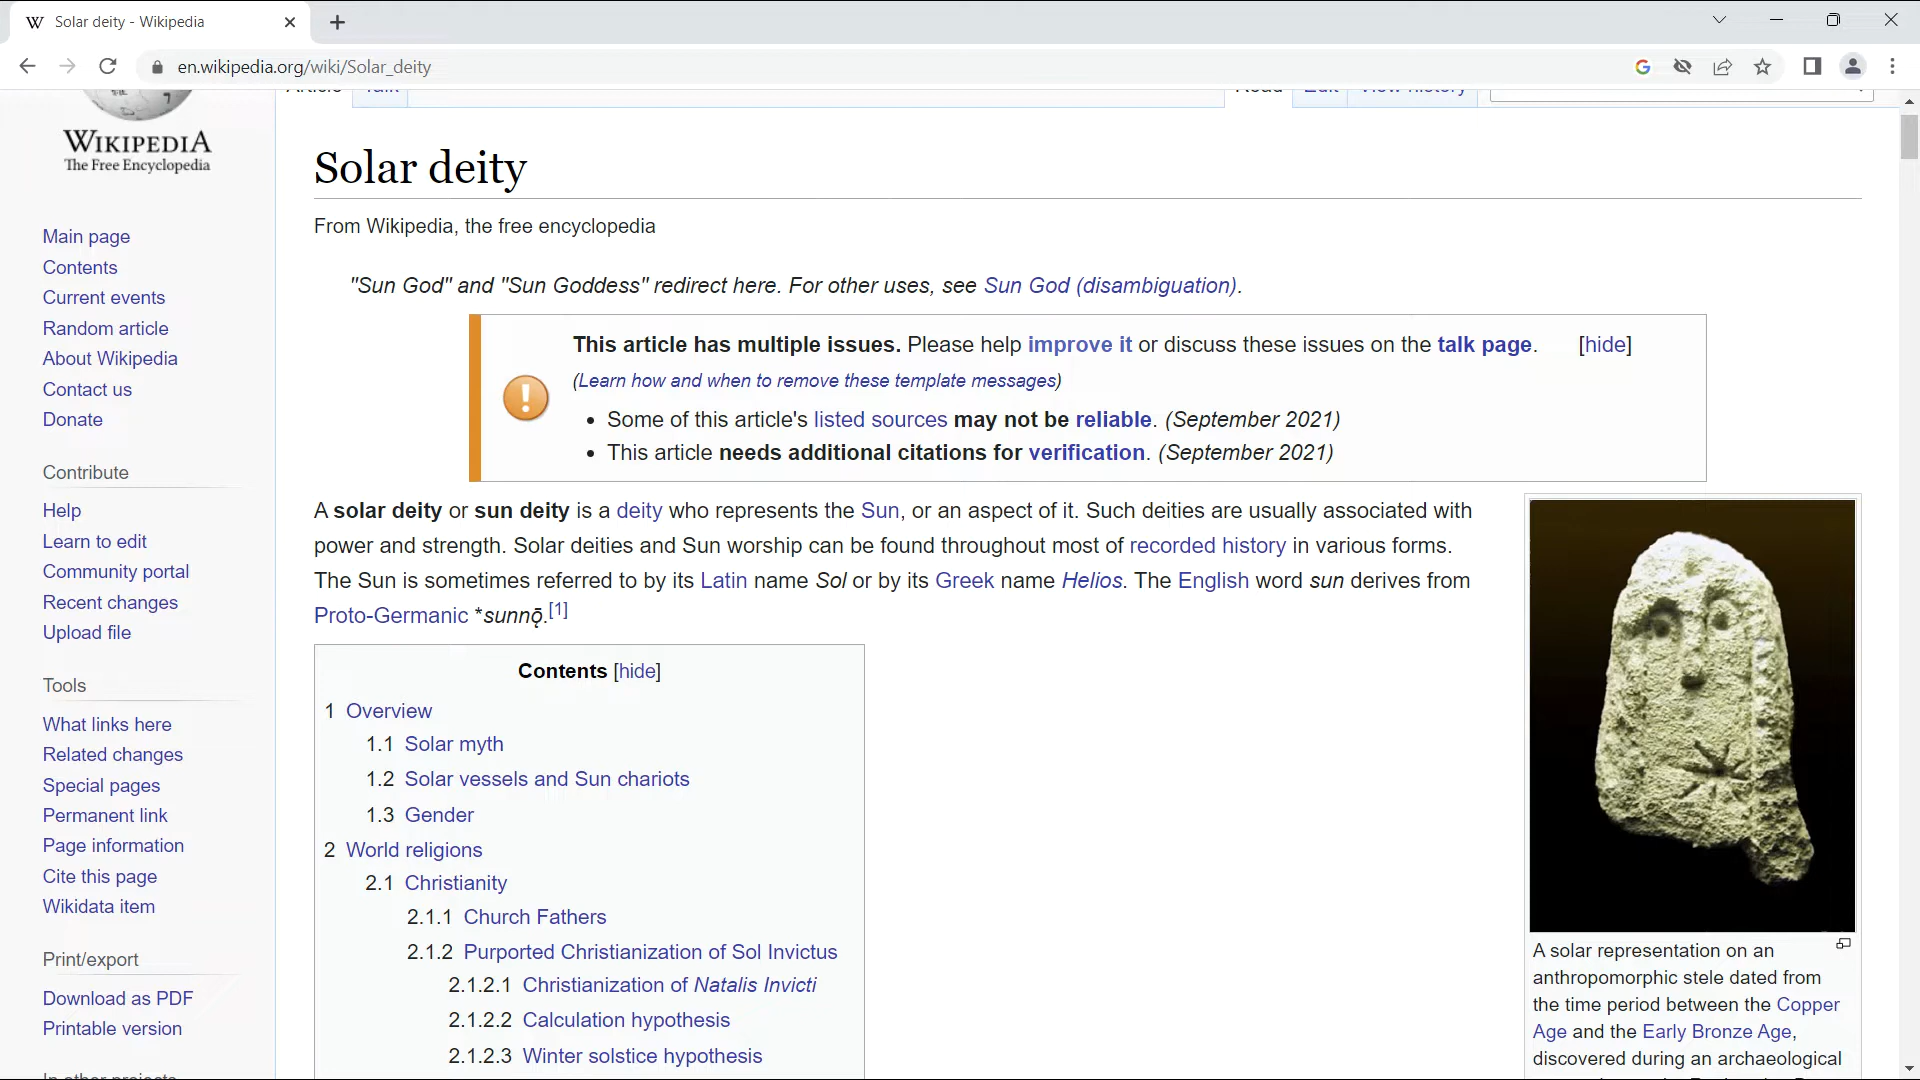 Solar deity - Wikipedia
en.wikipedia.org/wiki/Solar_deity
Article Talk Read Edit View history
WIKIPEDIA
The Free Encyclopedia
Main page
Contents
Current events
Random article
About Wikipedia
Contact us
Donate
Contribute
Help
Learn to edit
Community portal
Recent changes
Upload file
Tools
What links here
Related changes
Special pages
Permanent link
Page information
Cite this page
Wikidata item
Print/export
Download as PDF
Printable version
In other projects
Solar deity
From Wikipedia, the free encyclopedia
"Sun God" and "Sun Goddess" redirect here. For other uses, see Sun God (disambiguation).
This article has multiple issues. Please help improve it or discuss these issues on the talk page. [hide]
(Learn how and when to remove these template messages)
• Some of this article's listed sources may not be reliable. (September 2021)
• This article needs additional citations for verification. (September 2021)
A solar deity or sun deity is a deity who represents the Sun, or an aspect of it. Such deities are usually associated with
power and strength. Solar deities and Sun worship can be found throughout most of recorded history in various forms.
The Sun is sometimes referred to by its Latin name Sol or by its Greek name Helios. The English word sun derives from
Proto-Germanic *sunnǭ.[1]
Contents [hide]
1 Overview
1.1 Solar myth
1.2 Solar vessels and Sun chariots
1.3 Gender
2 World religions
2.1 Christianity
2.1.1 Church Fathers
2.1.2 Purported Christianization of Sol Invictus
2.1.2.1 Christianization of Natalis Invicti
2.1.2.2 Calculation hypothesis
2.1.2.3 Winter solstice hypothesis
A solar representation on an
anthropomorphic stele dated from
the time period between the Copper
Age and the Early Bronze Age,
discovered during an archaeological